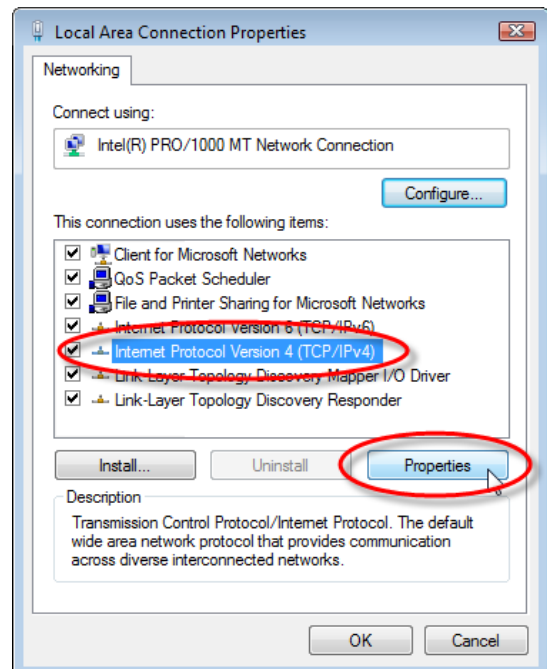 Local Area Connection Properties
Networking
Connect using:
Intel(R) PRO/1000 MT Network Connection
Configure...
This connection uses the following items:
Client for Microsoft Networks
QoS Packet Scheduler
File and Printer Sharing for Microsoft Networks
Internet Protocol Version 6 (TCP/IPv6)
Internet Protocol Version 4 (TCP/IPv4)
Link-Layer Topology Discovery Mapper I/O Driver
Link-Layer Topology Discovery Responder
Install...
Uninstall
Properties
Description
Transmission Control Protocol/Internet Protocol. The default
wide area network protocol that provides communication
across diverse interconnected networks.
OK
Cancel